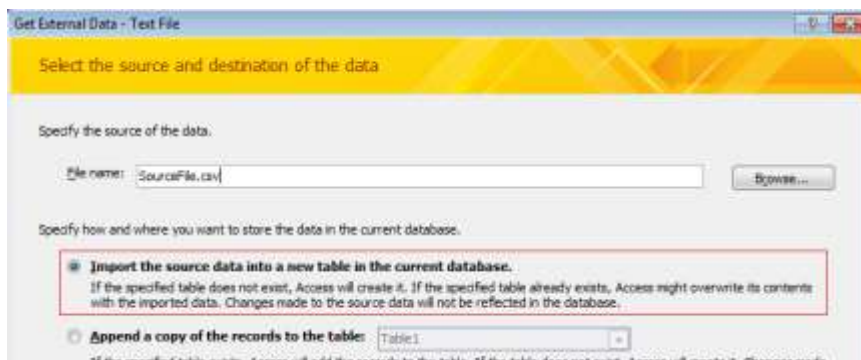 Get External Data - Text File
Select the source and destination of the data
Specify the source of the data.
File name: SourceFile.csv Browse...
Specify how and where you want to store the data in the current database.
Import the source data into a new table in the current database.
If the specified table does not exist, Access will create it. If the specified table already exists, Access might overwrite its contents
with the imported data. Changes made to the source data will not be reflected in the database.
Append a copy of the records to the table: Table1